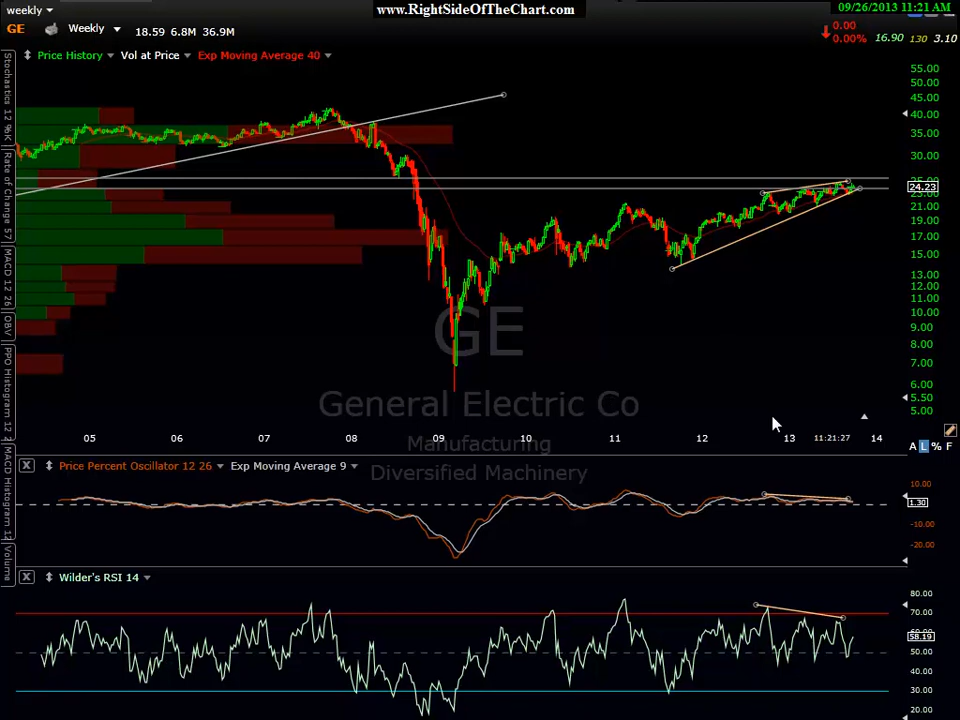 weekly
www.RightSideOfTheChart.com
09/26/2013 11:21 AM
GE Weekly 18.59 6.8M 36.9M
0.00
0.00% 16.90 130 3.10
Price History Vol at Price Exp Moving Average 40
55.00
50.00
45.00
40.00
35.00
30.00
24.23
21.00
19.00
17.00
15.00
13.00
12.00
11.00
10.00
9.00
8.00
7.00
6.00
5.50
5.00
GE
General Electric Co
Manufacturing
Diversified Machinery
05 06 07 08 09 10 11 12 13 11:21:27 14
A L % F
Stochastics 12 %K
Rate of Change 57
MACD 12 26
OBV
PPO Histogram 12 2
MACD Histogram 12
Volume
X Price Percent Oscillator 12 26 Exp Moving Average 9
10.00
1.30
-10.00
-20.00
X Wilder's RSI 14
80.00
70.00
58.19
50.00
40.00
30.00
20.00